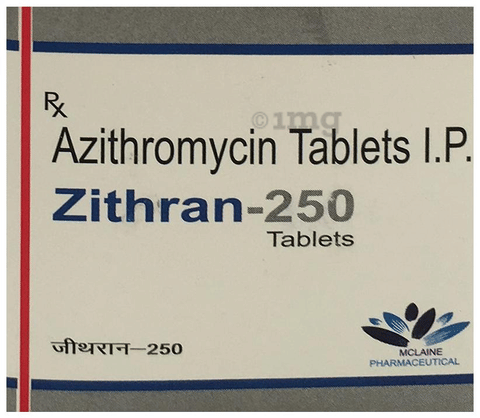 ©1mg
Rx
Azithromycin Tablets I.P.
Zithran-250
Tablets
जीथरान–250
MCLAINE
PHARMACEUTICAL